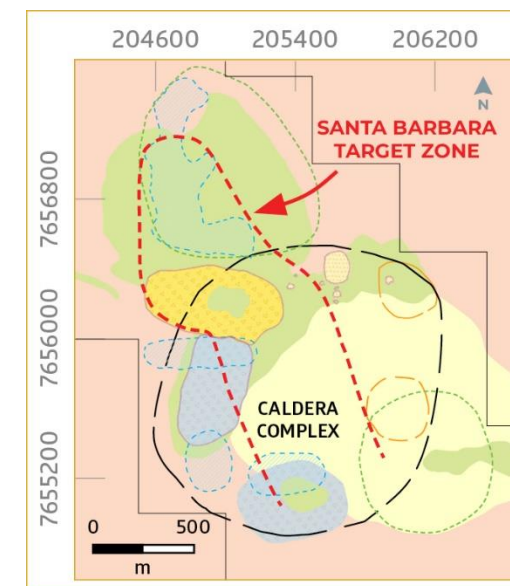 204600 205400 206200
N
SANTA BARBARA
TARGET ZONE
7656800
7656000
7655200
CALDERA
COMPLEX
0 500
m